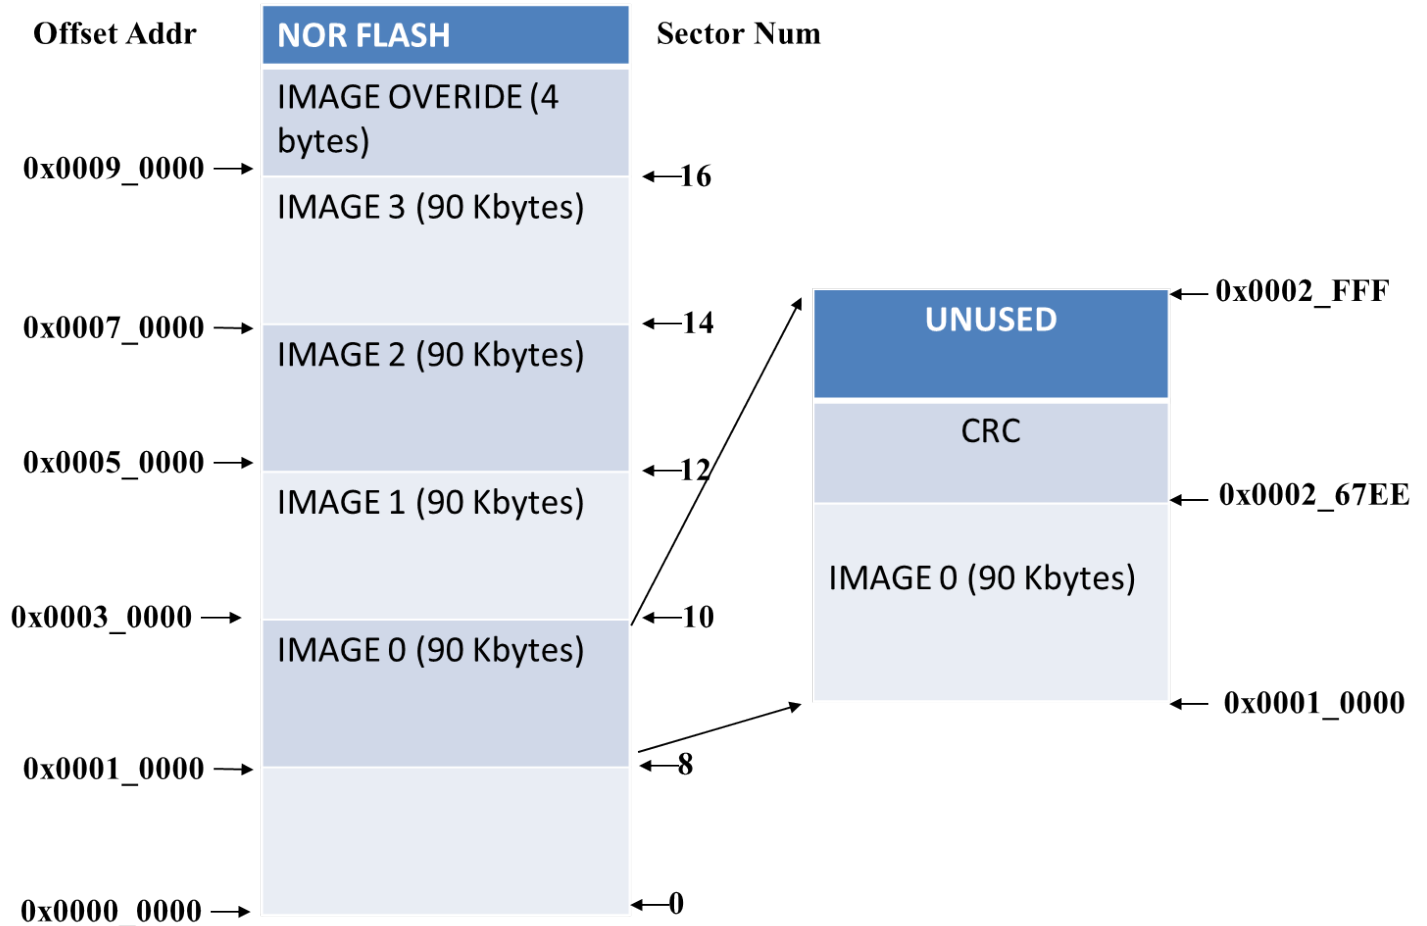 Offset Addr
NOR FLASH
Sector Num
IMAGE OVERIDE (4
bytes)
0x0009_0000
16
IMAGE 3 (90 Kbytes)
0x0007_0000
14
IMAGE 2 (90 Kbytes)
0x0005_0000
12
IMAGE 1 (90 Kbytes)
0x0003_0000
10
IMAGE 0 (90 Kbytes)
0x0001_0000
8
0x0000_0000
0
0x0002_FFF
UNUSED
CRC
0x0002_67EE
IMAGE 0 (90 Kbytes)
0x0001_0000